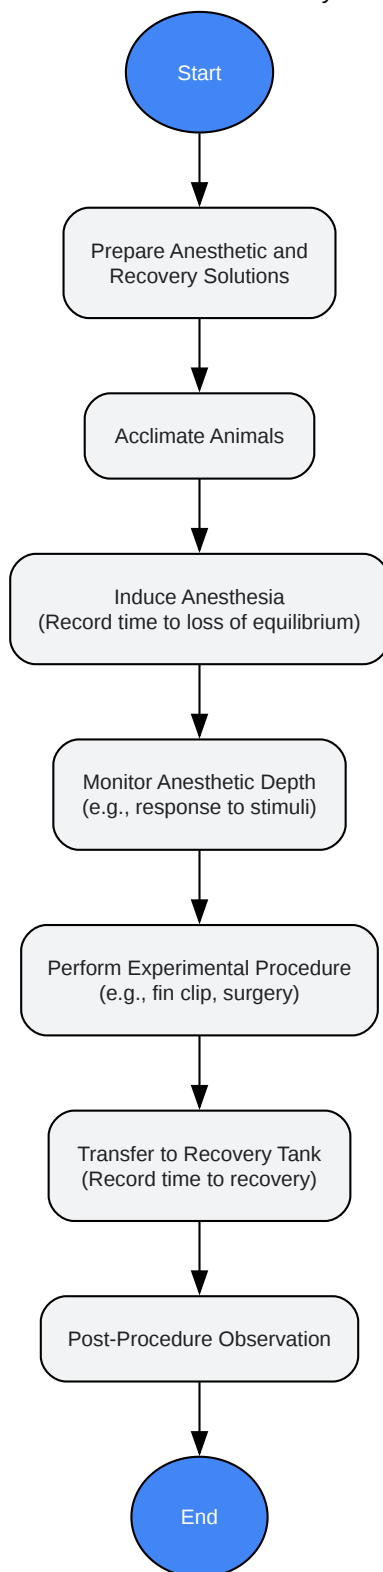 Start
Prepare Anesthetic and
Recovery Solutions
Acclimate Animals
Induce Anesthesia
(Record time to loss of equilibrium)
Monitor Anesthetic Depth
(e.g., response to stimuli)
Perform Experimental Procedure
(e.g., fin clip, surgery)
Transfer to Recovery Tank
(Record time to recovery)
Post-Procedure Observation
End